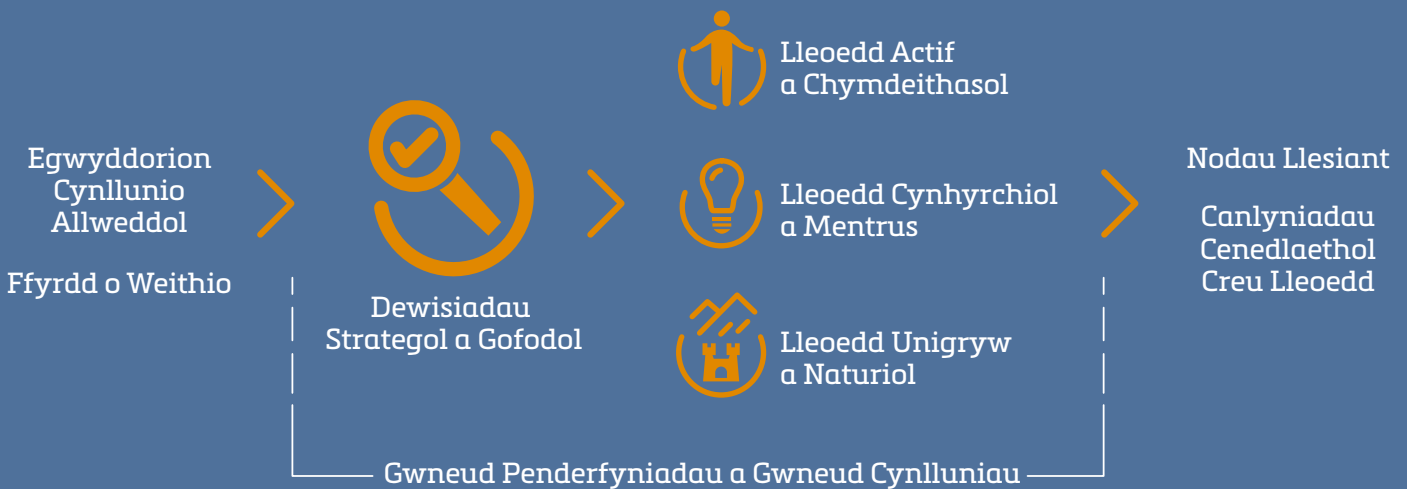 Egwyddorion
Cynllunio
Allweddol
Ffyrdd o Weithio
Dewisiadau
Strategol a Gofodol
Lleoedd Actif
a Chymdeithasol
Lleoedd Cynhyrchiol
a Mentrus
Lleoedd Unigryw
a Naturiol
Nodau Llesiant
Canlyniadau
Cenedlaethol
Creu Lleoedd
Gwneud Penderfyniadau a Gwneud Cynlluniau